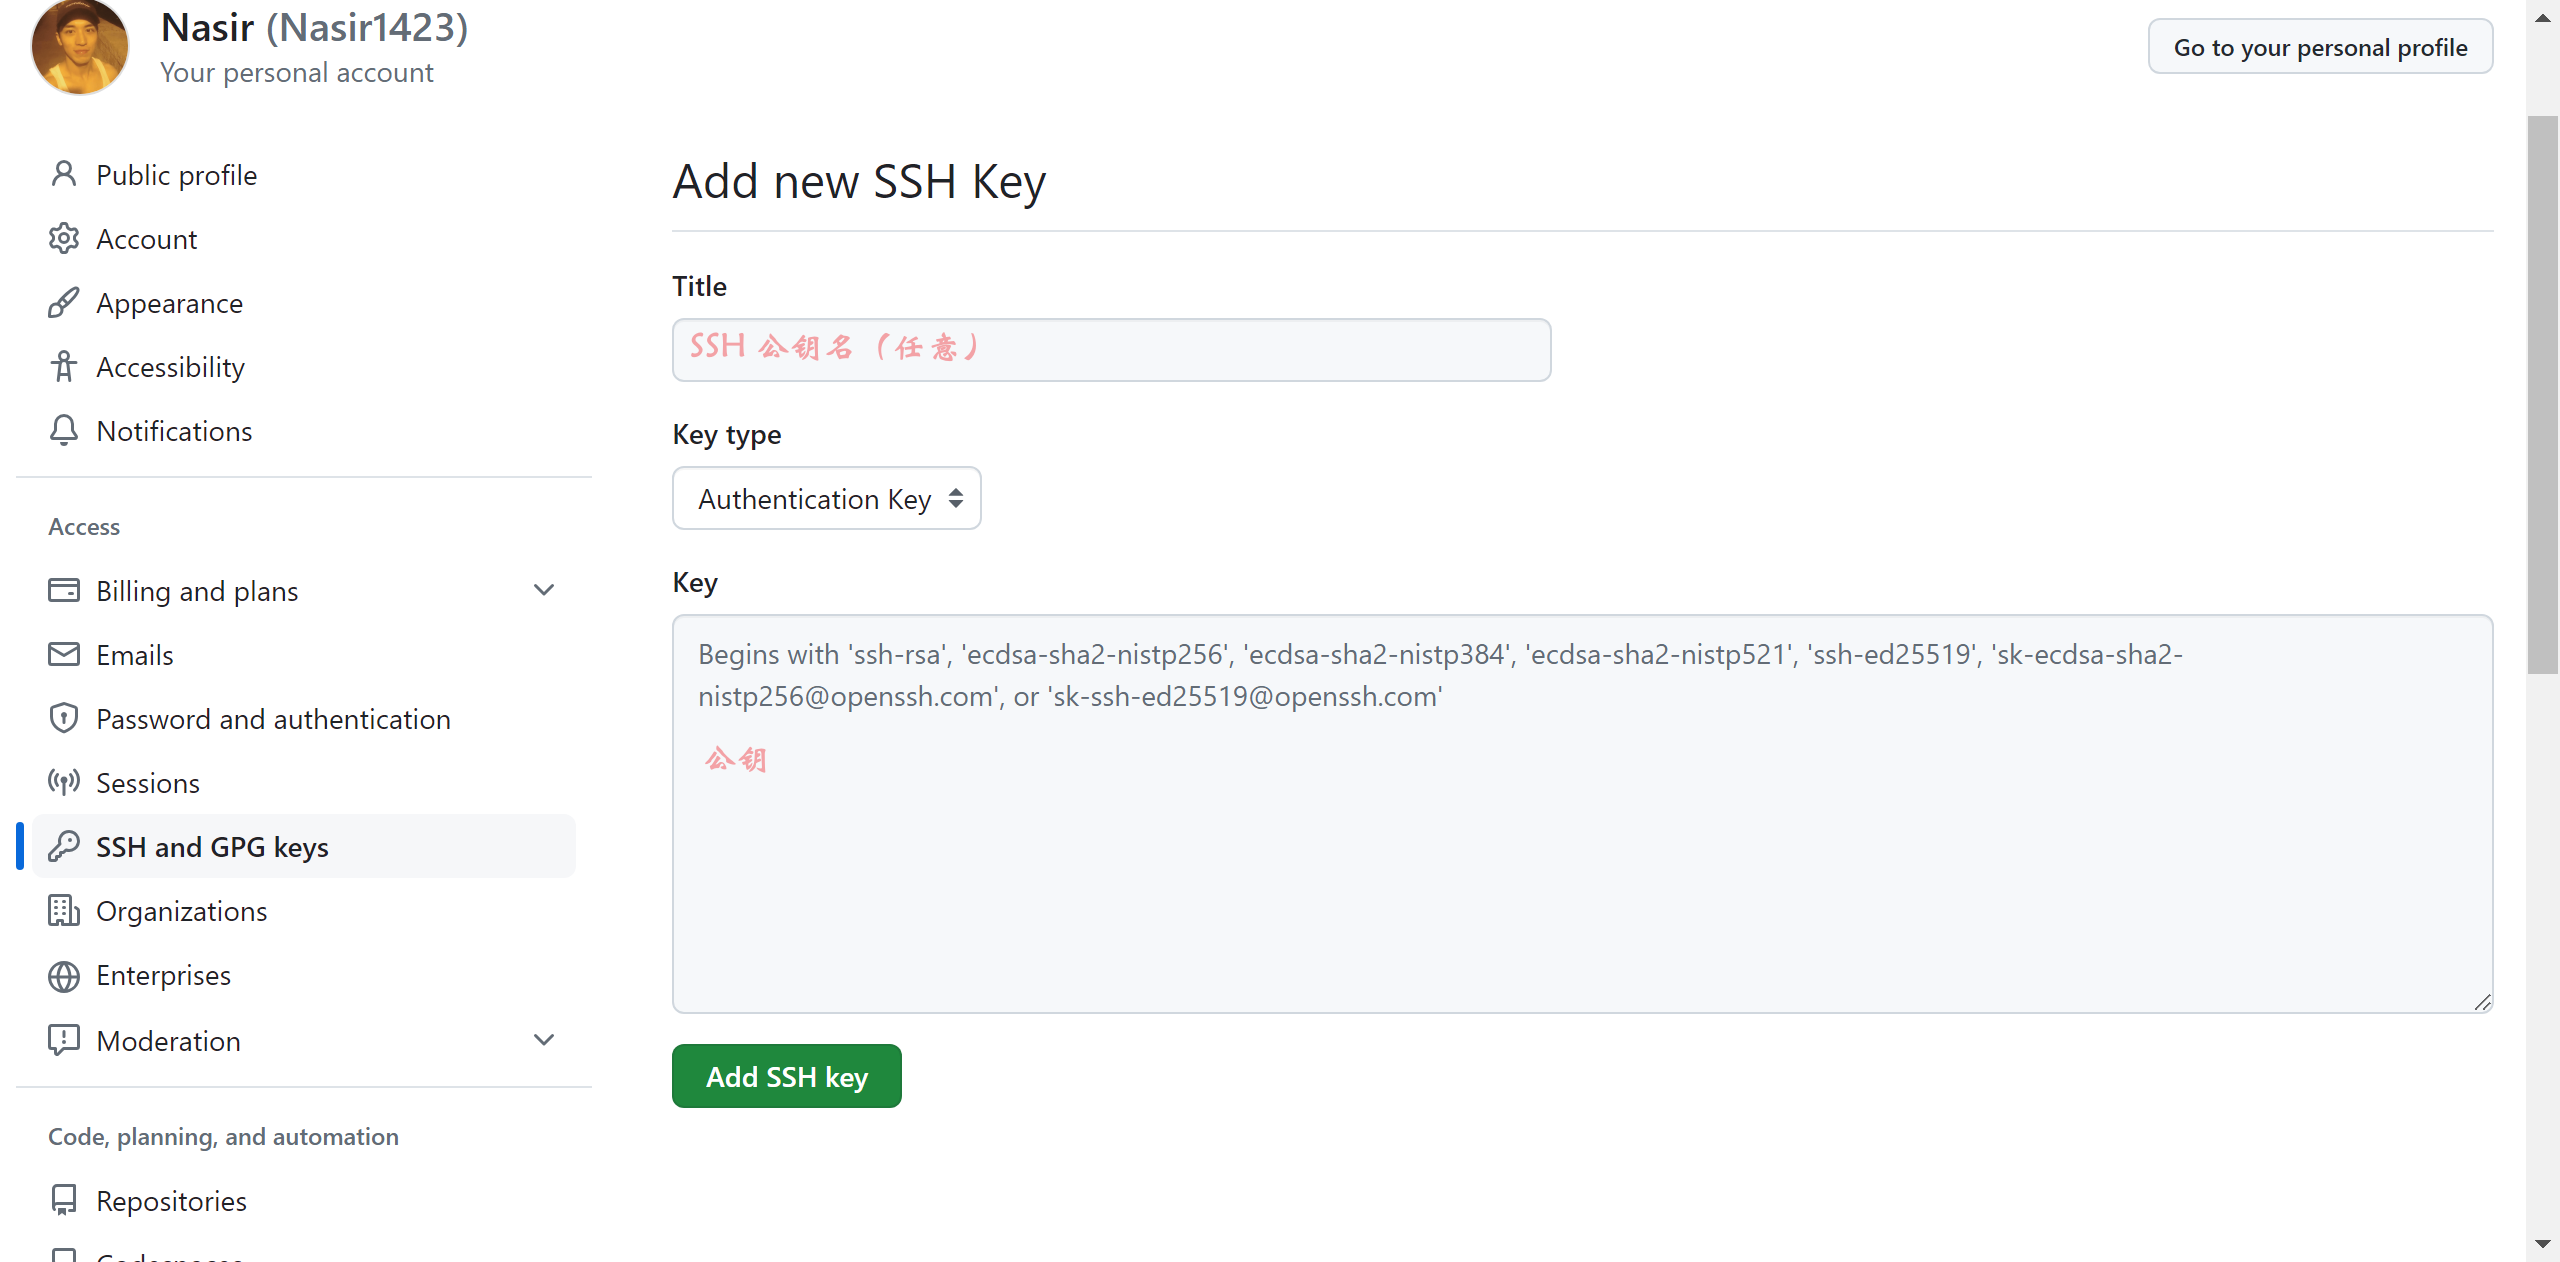 Nasir (Nasir1423)
Your personal account
Go to your personal profile
Public profile
Account
Appearance
Accessibility
Notifications
Access
Billing and plans
Emails
Password and authentication
Sessions
SSH and GPG keys
Organizations
Enterprises
Moderation
Code, planning, and automation
Repositories
Codespaces
Add new SSH Key
Title
SSH 公钥名（任意）
Key type
Authentication Key
Key
Begins with 'ssh-rsa', 'ecdsa-sha2-nistp256', 'ecdsa-sha2-nistp384', 'ecdsa-sha2-nistp521', 'ssh-ed25519', 'sk-ecdsa-sha2-
nistp256@openssh.com', or 'sk-ssh-ed25519@openssh.com'
公钥
Add SSH key